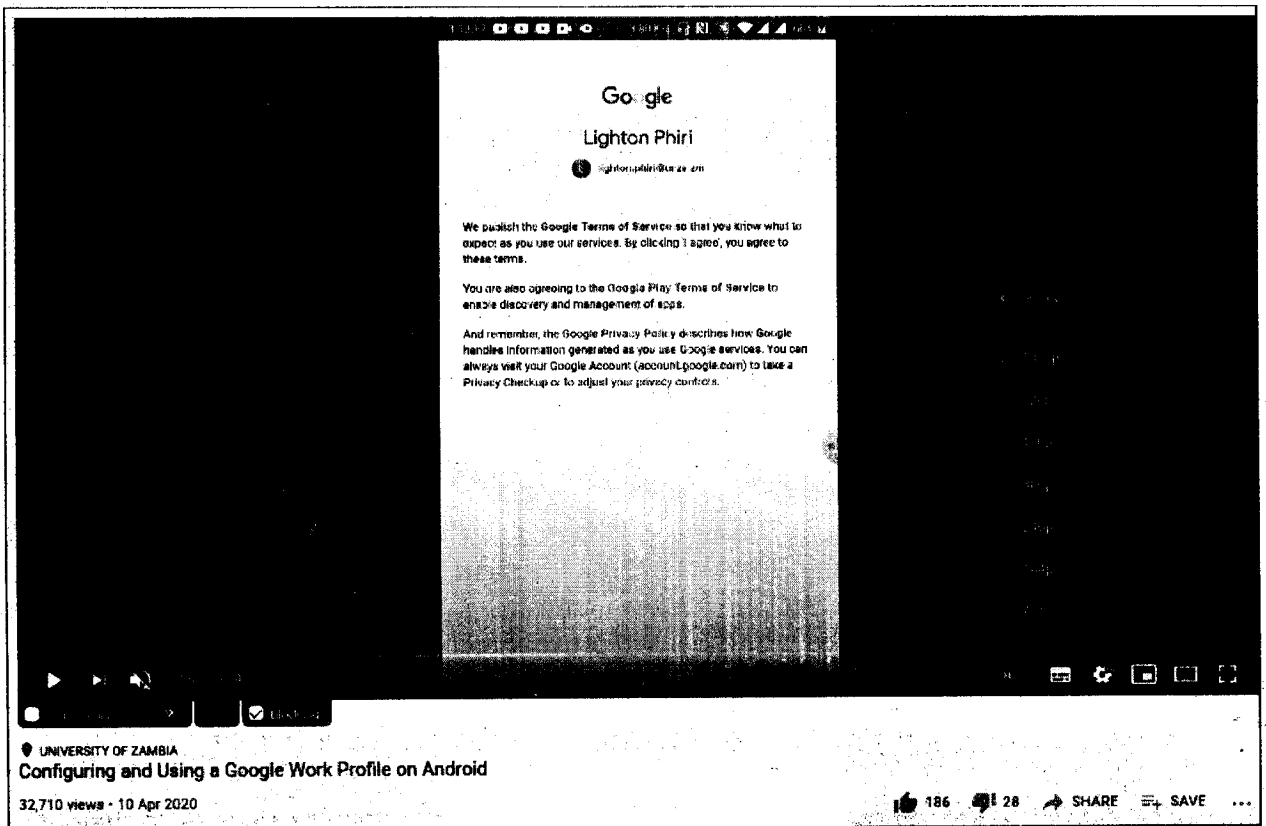 Google
Lighton Phiri
We publish the Google Terms of Service so that you know what to
expect as you use our services. By clicking 'I agree', you agree to
these terms.
You are also agreeing to the Google Play Terms of Service to
enable discovery and management of apps.
And remember, the Google Privacy Policy describes how Google
handles information generated as you use Google services. You can
always visit your Google Account (account.google.com) to take a
Privacy Checkup or to adjust your privacy controls.
UNIVERSITY OF ZAMBIA
Configuring and Using a Google Work Profile on Android
32,710 views • 10 Apr 2020
186 28 SHARE SAVE ...